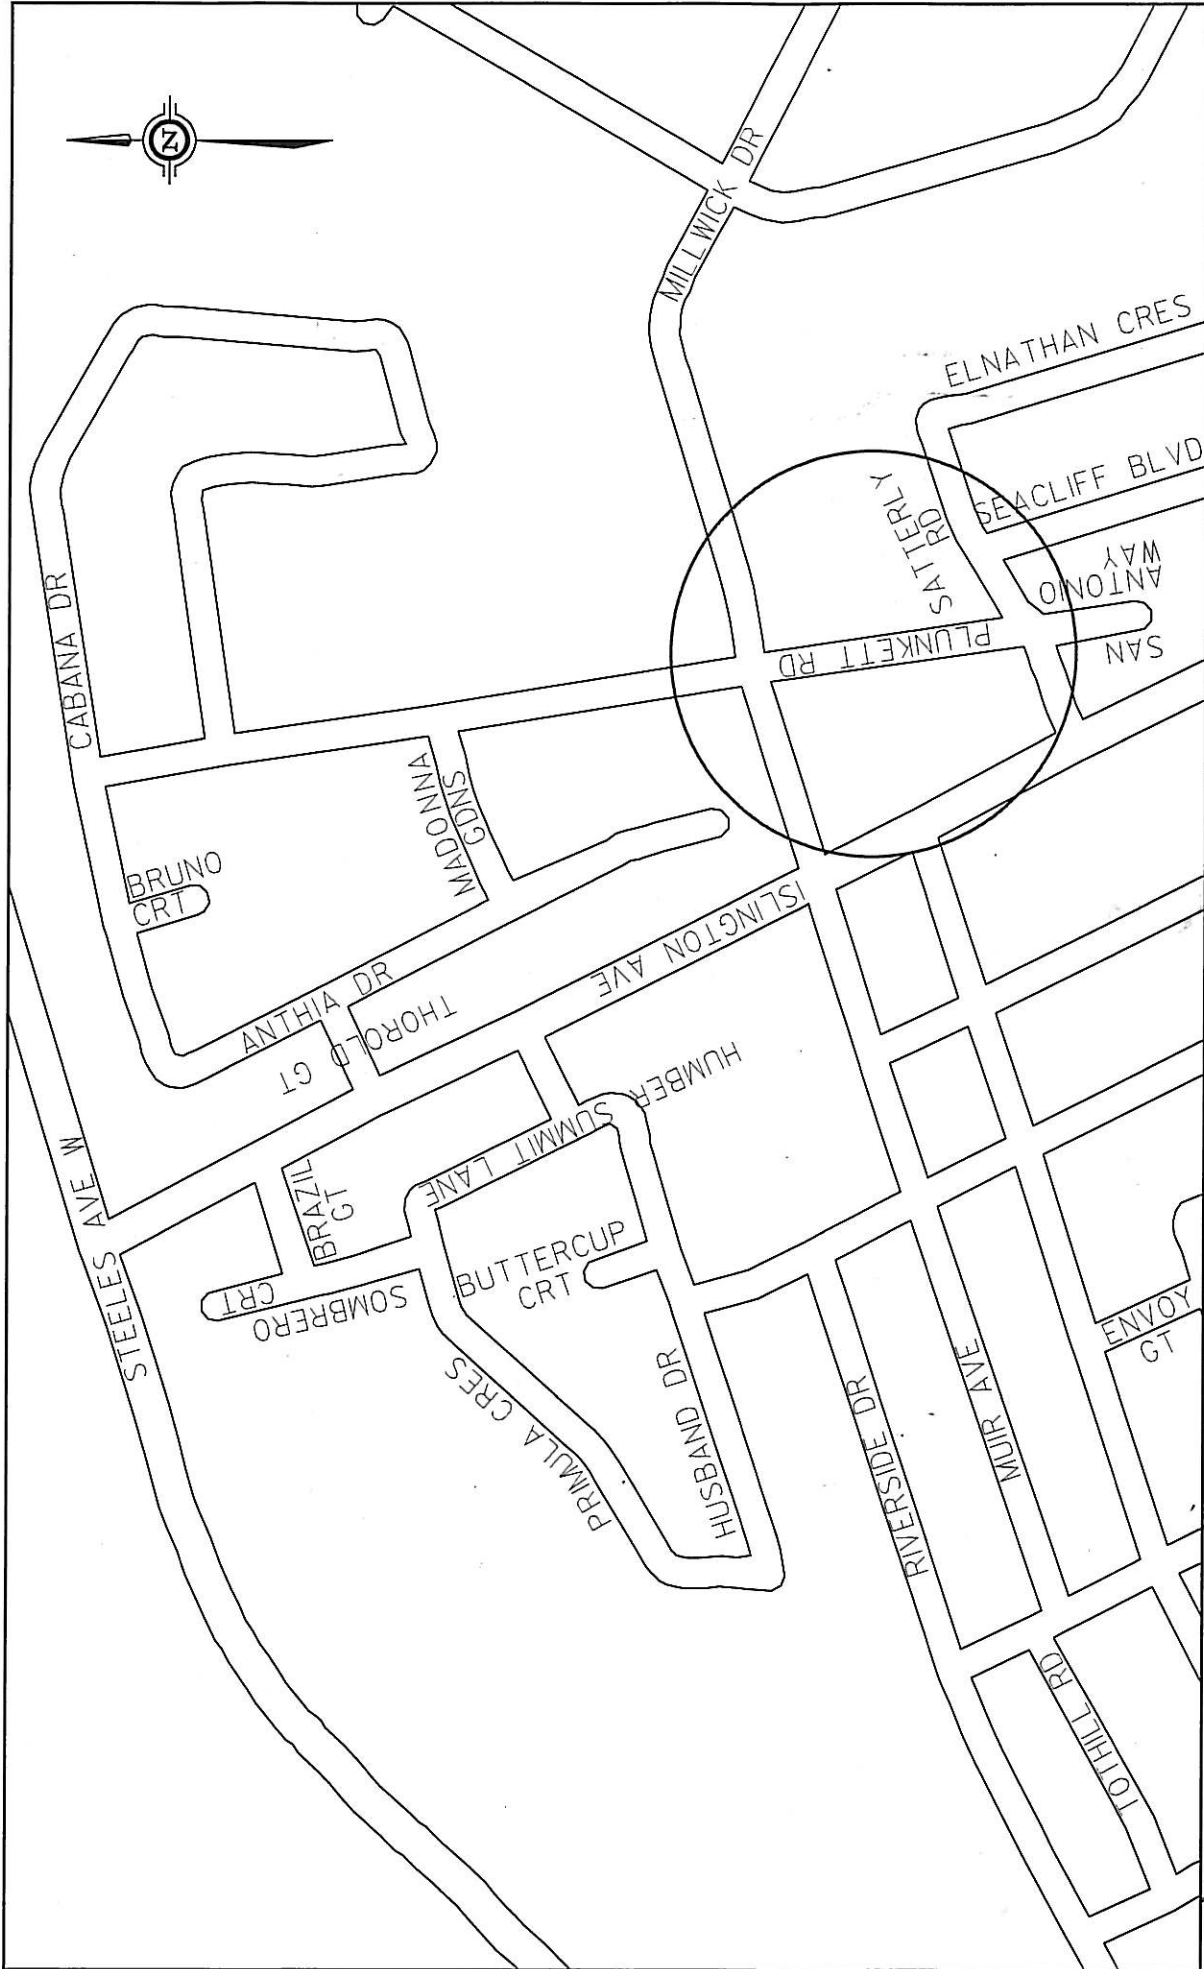 N
MILLWICK DR
ELNATHAN CRES
SEACLIFF BLVD
SATTERLY
RD
SAN
ANTONIO
WAY
PLUNKETT RD
CABANA DR
MADONNA
GDNS
BRUNO
CRT
ISLINGTON AVE
ANTHIA DR
THOROLD GT
HUMBER SUMMIT LANE
STEELES AVE W
BRAZIL
GT
BUTTERCUP
CRT
SOMBRERO
CRT
PRIMULA CRES
HUSBAND DR
RIVERSIDE DR
MUIR AVE
ENVOY
GT
TOTHILL RD